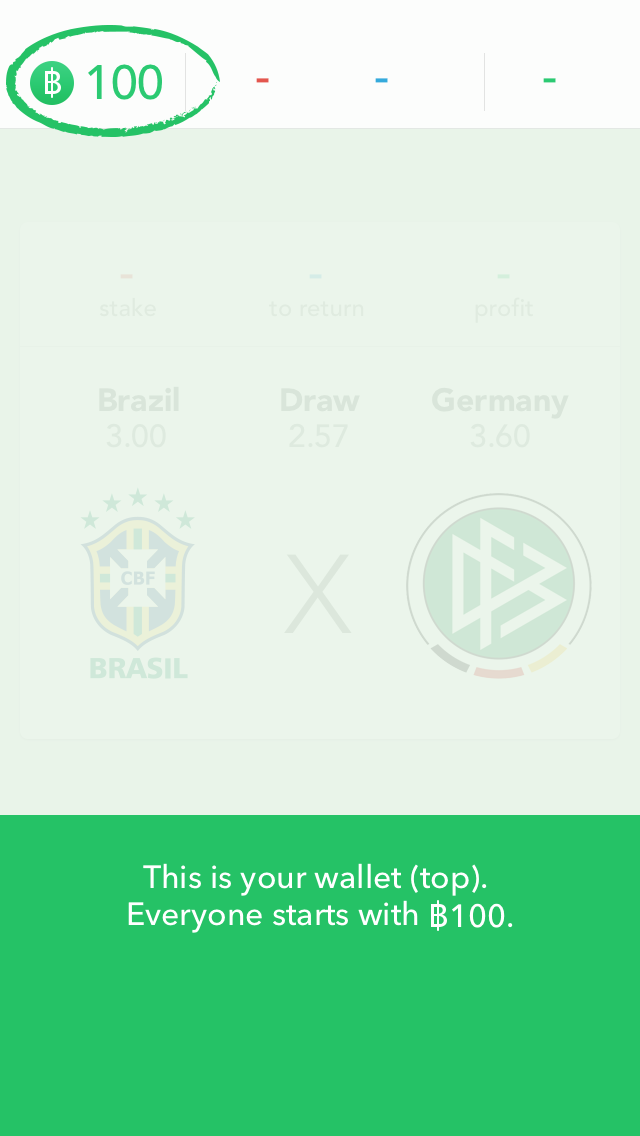 ฿ 100 - - -
- - -
stake to return profit
Brazil Draw Germany
3.00 2.57 3.60
CBF
X
BRASIL
This is your wallet (top).
Everyone starts with ฿100.